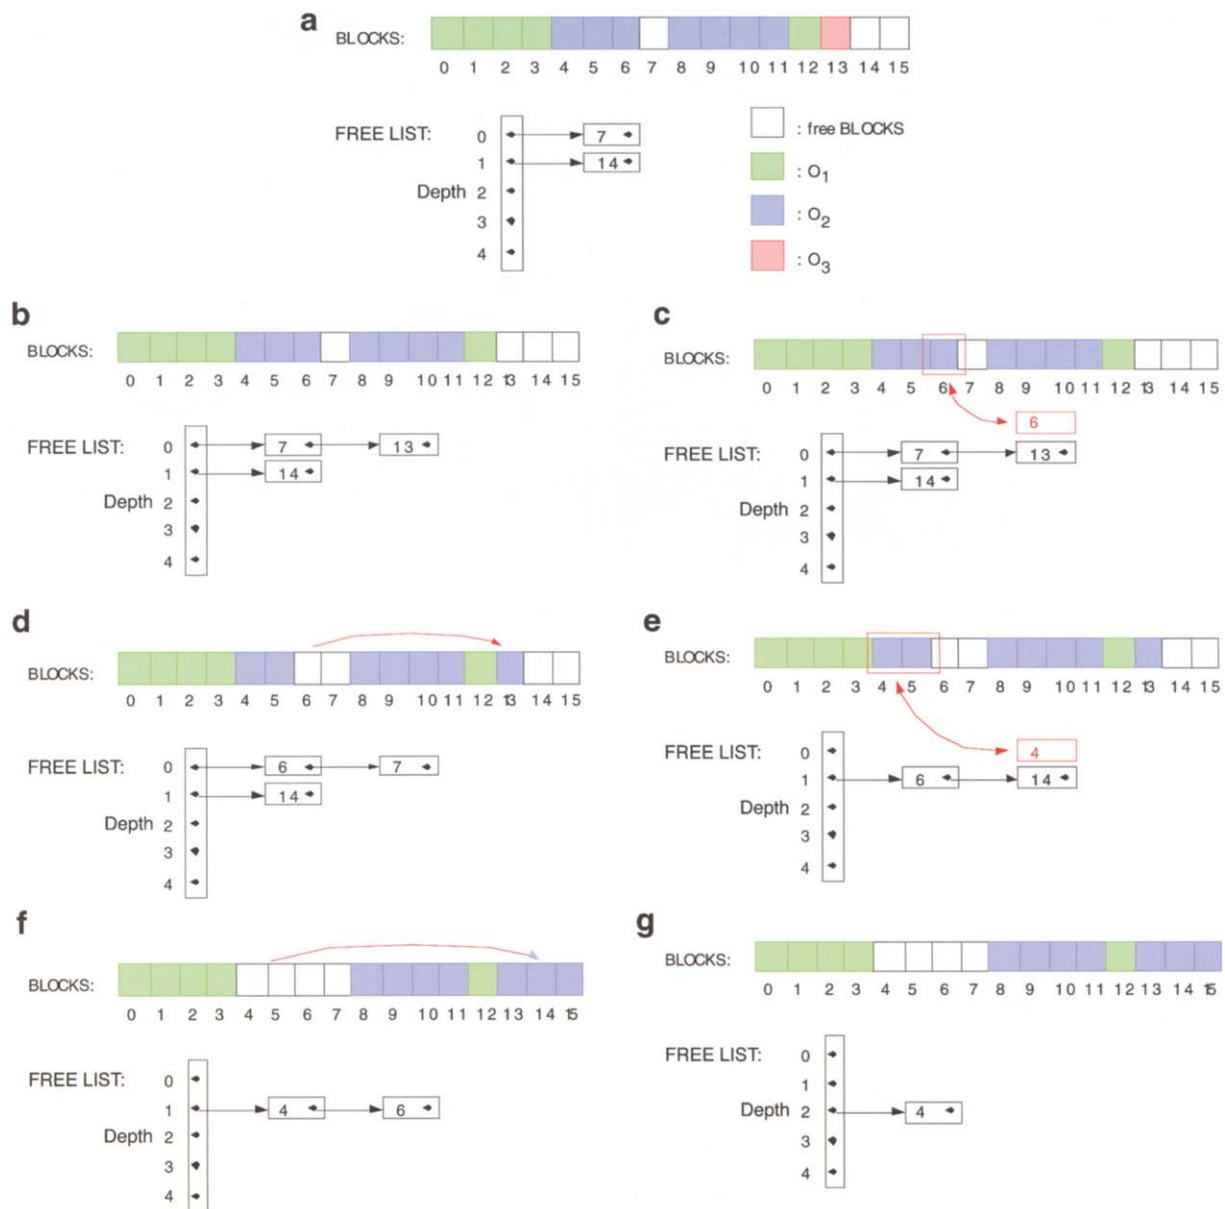 a
BLOCKS:
0 1 2 3 4 5 6 7 8 9 10 11 12 13 14 15
FREE LIST: 0 7
1 14
Depth 2
3
4
: free BLOCKS
: O1
: O2
: O3
b
BLOCKS:
0 1 2 3 4 5 6 7 8 9 10 11 12 13 14 15
FREE LIST: 0 7 13
1 14
Depth 2
3
4
c
BLOCKS:
0 1 2 3 4 5 6 7 8 9 10 11 12 13 14 15
6
FREE LIST: 0 7 13
1 14
Depth 2
3
4
d
BLOCKS:
0 1 2 3 4 5 6 7 8 9 10 11 12 13 14 15
FREE LIST: 0 6 7
1 14
Depth 2
3
4
e
BLOCKS:
0 1 2 3 4 5 6 7 8 9 10 11 12 13 14 15
FREE LIST: 0 4
1 6 14
Depth 2
3
4
f
BLOCKS:
0 1 2 3 4 5 6 7 8 9 10 11 12 13 14 15
FREE LIST: 0
1 4 6
Depth 2
3
4
g
BLOCKS:
0 1 2 3 4 5 6 7 8 9 10 11 12 13 14 15
FREE LIST: 0
1
Depth 2 4
3
4